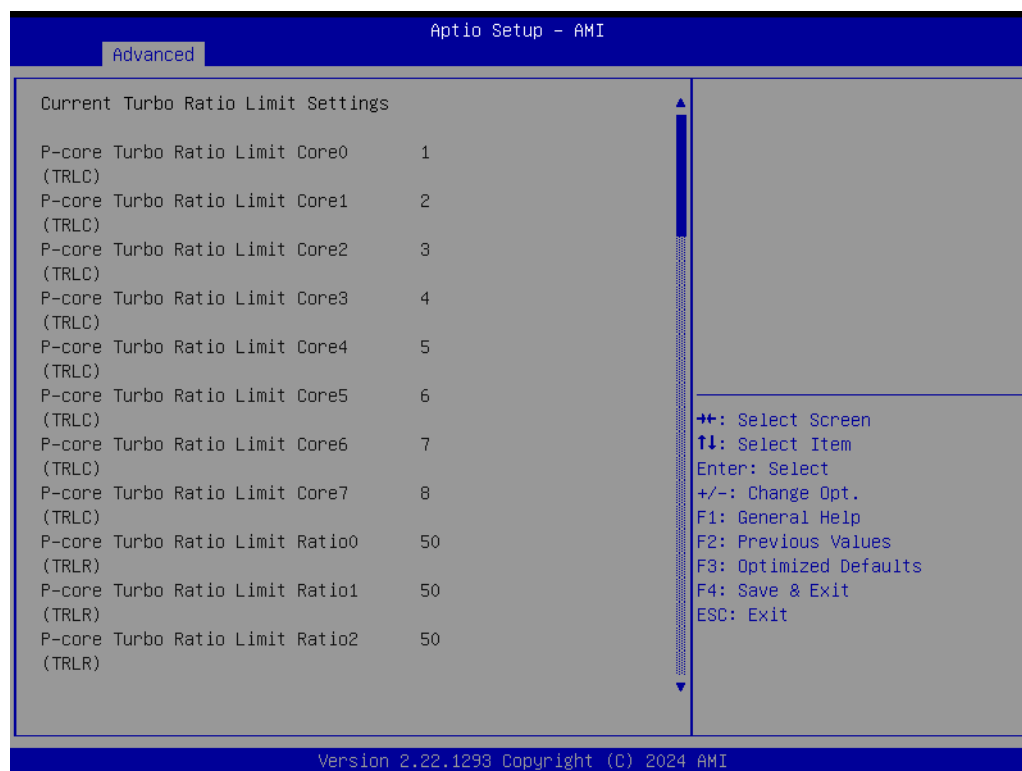 Aptio Setup – AMI
Advanced
Current Turbo Ratio Limit Settings
P-core Turbo Ratio Limit Core0 1
(TRLC)
P-core Turbo Ratio Limit Core1 2
(TRLC)
P-core Turbo Ratio Limit Core2 3
(TRLC)
P-core Turbo Ratio Limit Core3 4
(TRLC)
P-core Turbo Ratio Limit Core4 5
(TRLC)
P-core Turbo Ratio Limit Core5 6
(TRLC)
P-core Turbo Ratio Limit Core6 7
(TRLC)
P-core Turbo Ratio Limit Core7 8
(TRLC)
P-core Turbo Ratio Limit Ratio0 50
(TRLR)
P-core Turbo Ratio Limit Ratio1 50
(TRLR)
P-core Turbo Ratio Limit Ratio2 50
(TRLR)
→←: Select Screen
↑↓: Select Item
Enter: Select
+/-: Change Opt.
F1: General Help
F2: Previous Values
F3: Optimized Defaults
F4: Save & Exit
ESC: Exit
Version 2.22.1293 Copyright (C) 2024 AMI